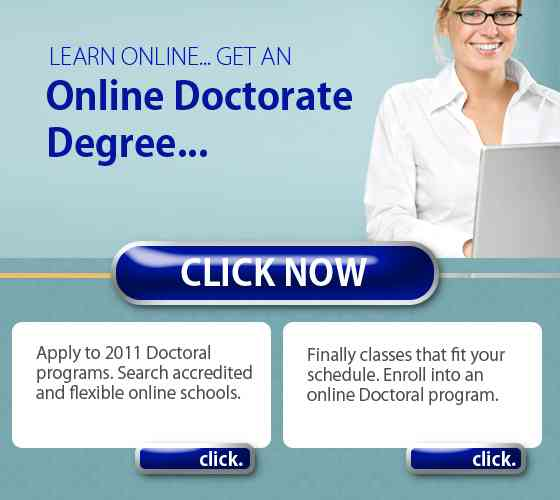 LEARN ONLINE... GET AN
Online Doctorate
Degree...
CLICK NOW
Apply to 2011 Doctoral
programs. Search accredited
and flexible online schools.
click.
Finally classes that fit your
schedule. Enroll into an
online Doctoral program.
click.